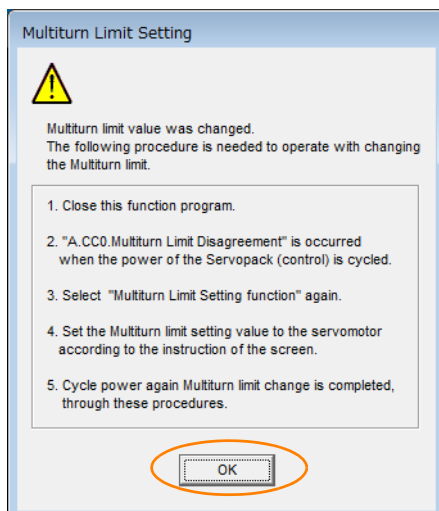 Multiturn Limit Setting
Multiturn limit value was changed.
The following procedure is needed to operate with changing
the Multiturn limit.
1. Close this function program.
2. "A.CC0.Multiturn Limit Disagreement" is occurred
when the power of the Servopack (control) is cycled.
3. Select "Multiturn Limit Setting function" again.
4. Set the Multiturn limit setting value to the servomotor
according to the instruction of the screen.
5. Cycle power again Multiturn limit change is completed,
through these procedures.
OK